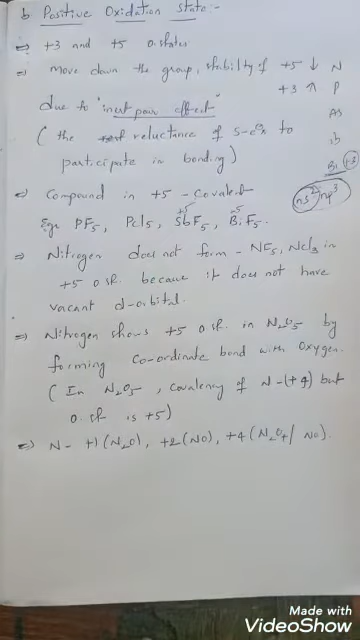 b. Positive Oxidation state:-
⇒ +3 and +5 o.states
⇒ Move down the group, stability of +5 ↓ N
+3 ↑ P
due to "inert pair effect" As
(the reluctance of s-e⁻s to Sb
participate in bonding) Bi +3
ns² np³
⇒ Compound in +5 - Covalent
Eg: PF5, PCl5, SbF5, BiF5.
+5 +5
⇒ Nitrogen does not form - NF5, NCl5 in
+5 o.st. because it does not have
vacant d-orbital.
⇒ Nitrogen shows +5 o.st. in N2O5 by
forming co-ordinate bond with Oxygen.
(In N2O5, covalency of N-(+4) but
o.st is +5)
⇒ N - +1 (N2O), +2 (NO), +4 (N2O4/
Made with
VideoShow